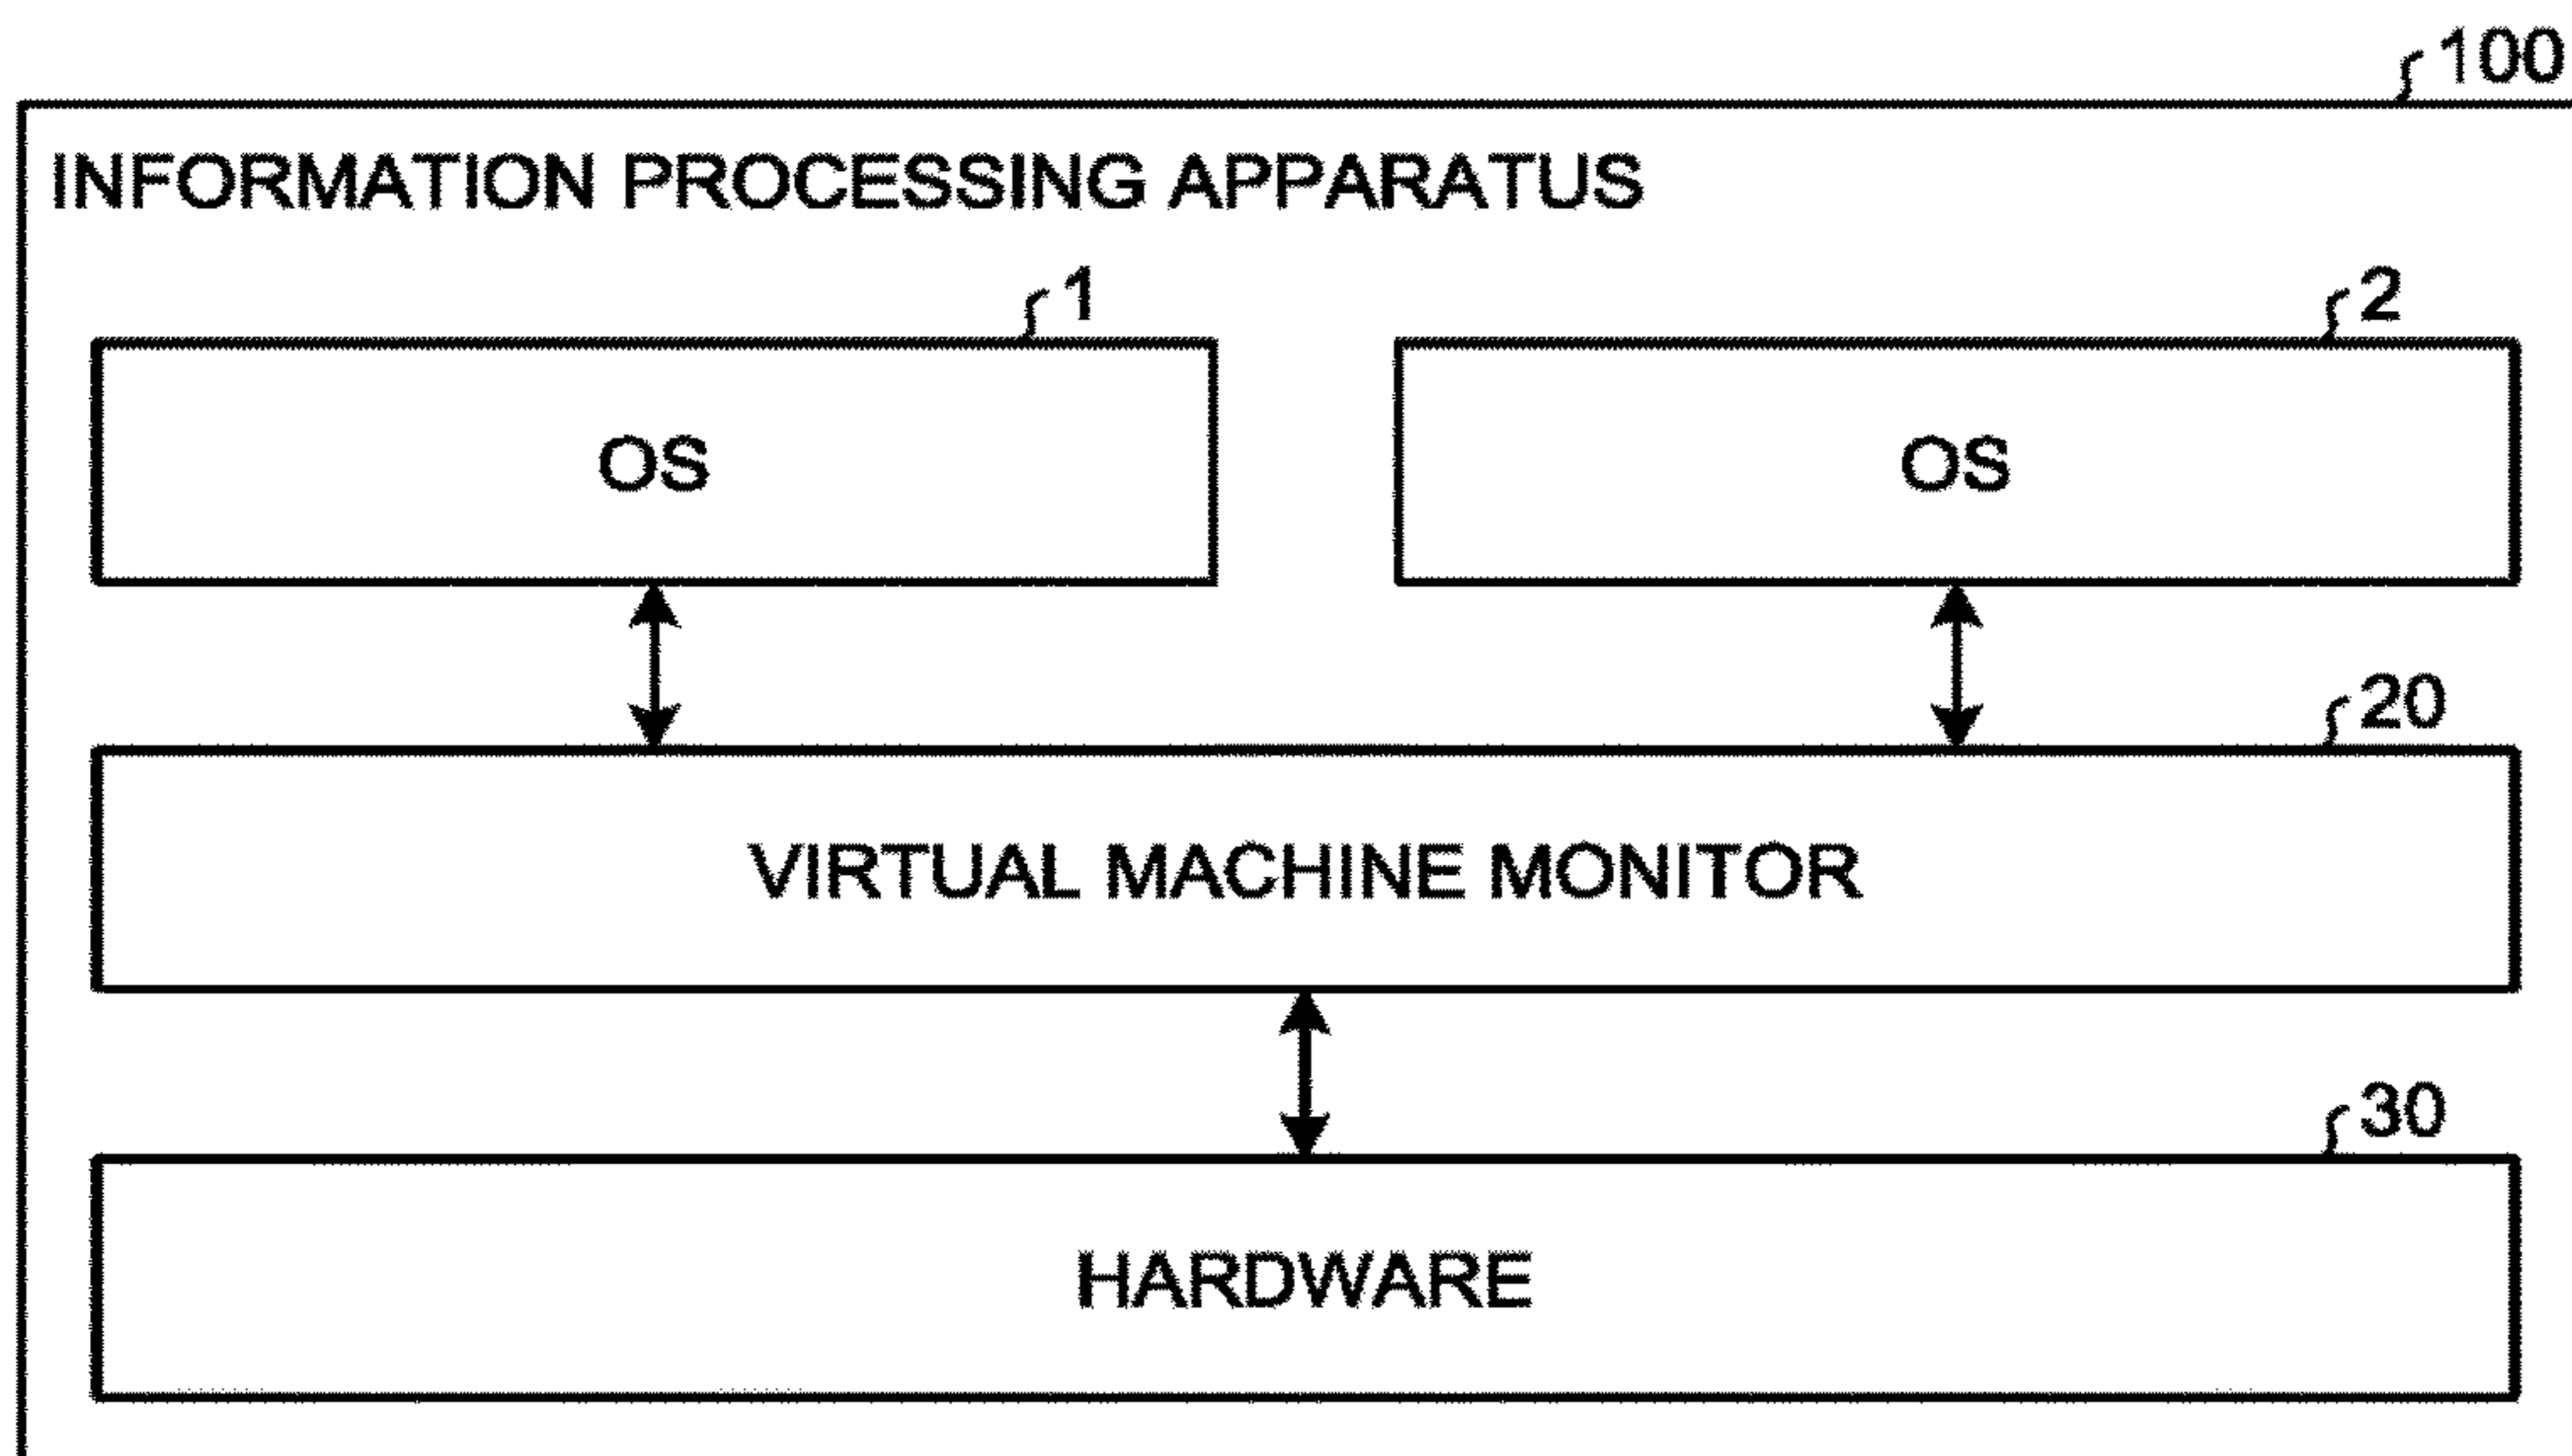 100
INFORMATION PROCESSING APPARATUS
1
2
OS
OS
20
VIRTUAL MACHINE MONITOR
30
HARDWARE